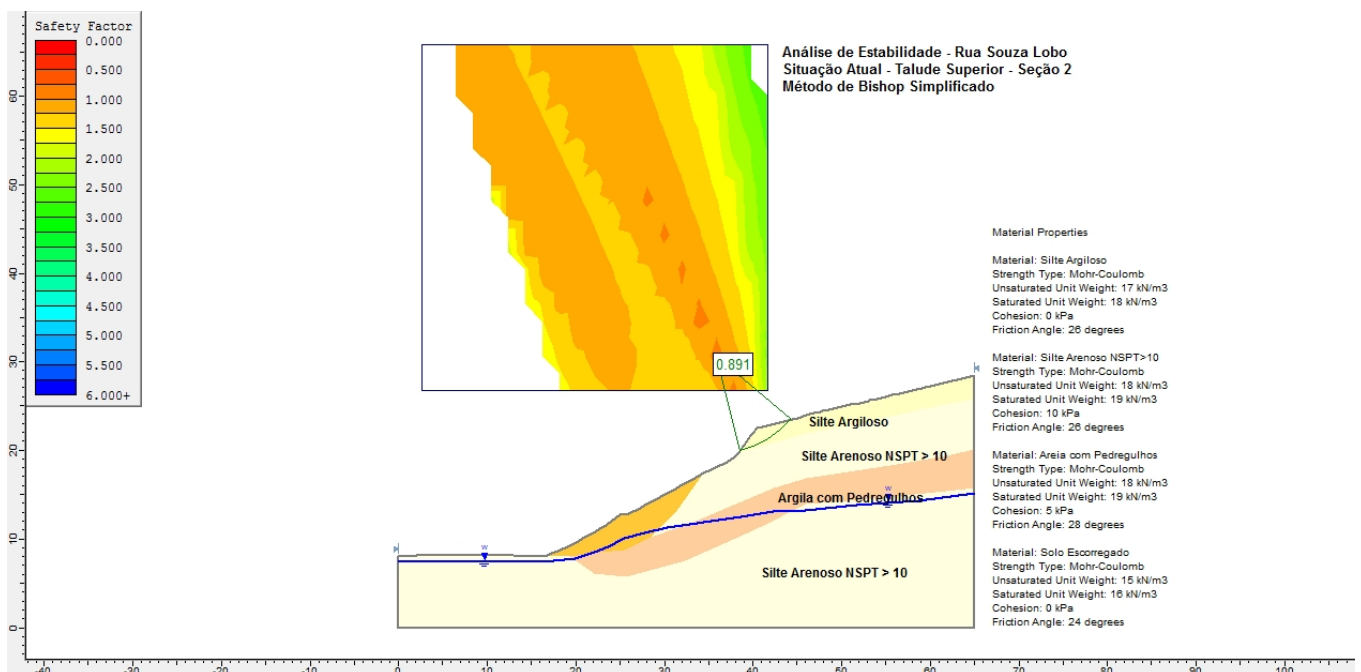 Safety Factor
0.000
0.500
1.000
1.500
2.000
2.500
3.000
3.500
4.000
4.500
5.000
5.500
6.000+
Análise de Estabilidade - Rua Souza Lobo
Situação Atual - Talude Superior - Seção 2
Método de Bishop Simplificado
0.891
Silte Argiloso
Silte Arenoso NSPT > 10
Argila com Pedregulhos
Silte Arenoso NSPT > 10
W
W
Material Properties
Material: Silte Argiloso
Strength Type: Mohr-Coulomb
Unsaturated Unit Weight: 17 kN/m3
Saturated Unit Weight: 18 kN/m3
Cohesion: 0 kPa
Friction Angle: 26 degrees
Material: Silte Arenoso NSPT>10
Strength Type: Mohr-Coulomb
Unsaturated Unit Weight: 18 kN/m3
Saturated Unit Weight: 19 kN/m3
Cohesion: 10 kPa
Friction Angle: 26 degrees
Material: Areia com Pedregulhos
Strength Type: Mohr-Coulomb
Unsaturated Unit Weight: 18 kN/m3
Saturated Unit Weight: 19 kN/m3
Cohesion: 5 kPa
Friction Angle: 28 degrees
Material: Solo Escorregado
Strength Type: Mohr-Coulomb
Unsaturated Unit Weight: 15 kN/m3
Saturated Unit Weight: 16 kN/m3
Cohesion: 0 kPa
Friction Angle: 24 degrees
60
50
40
30
20
10
0
-40 -30 -20 -10 0 10 20 30 40 50 60 70 80 90 100